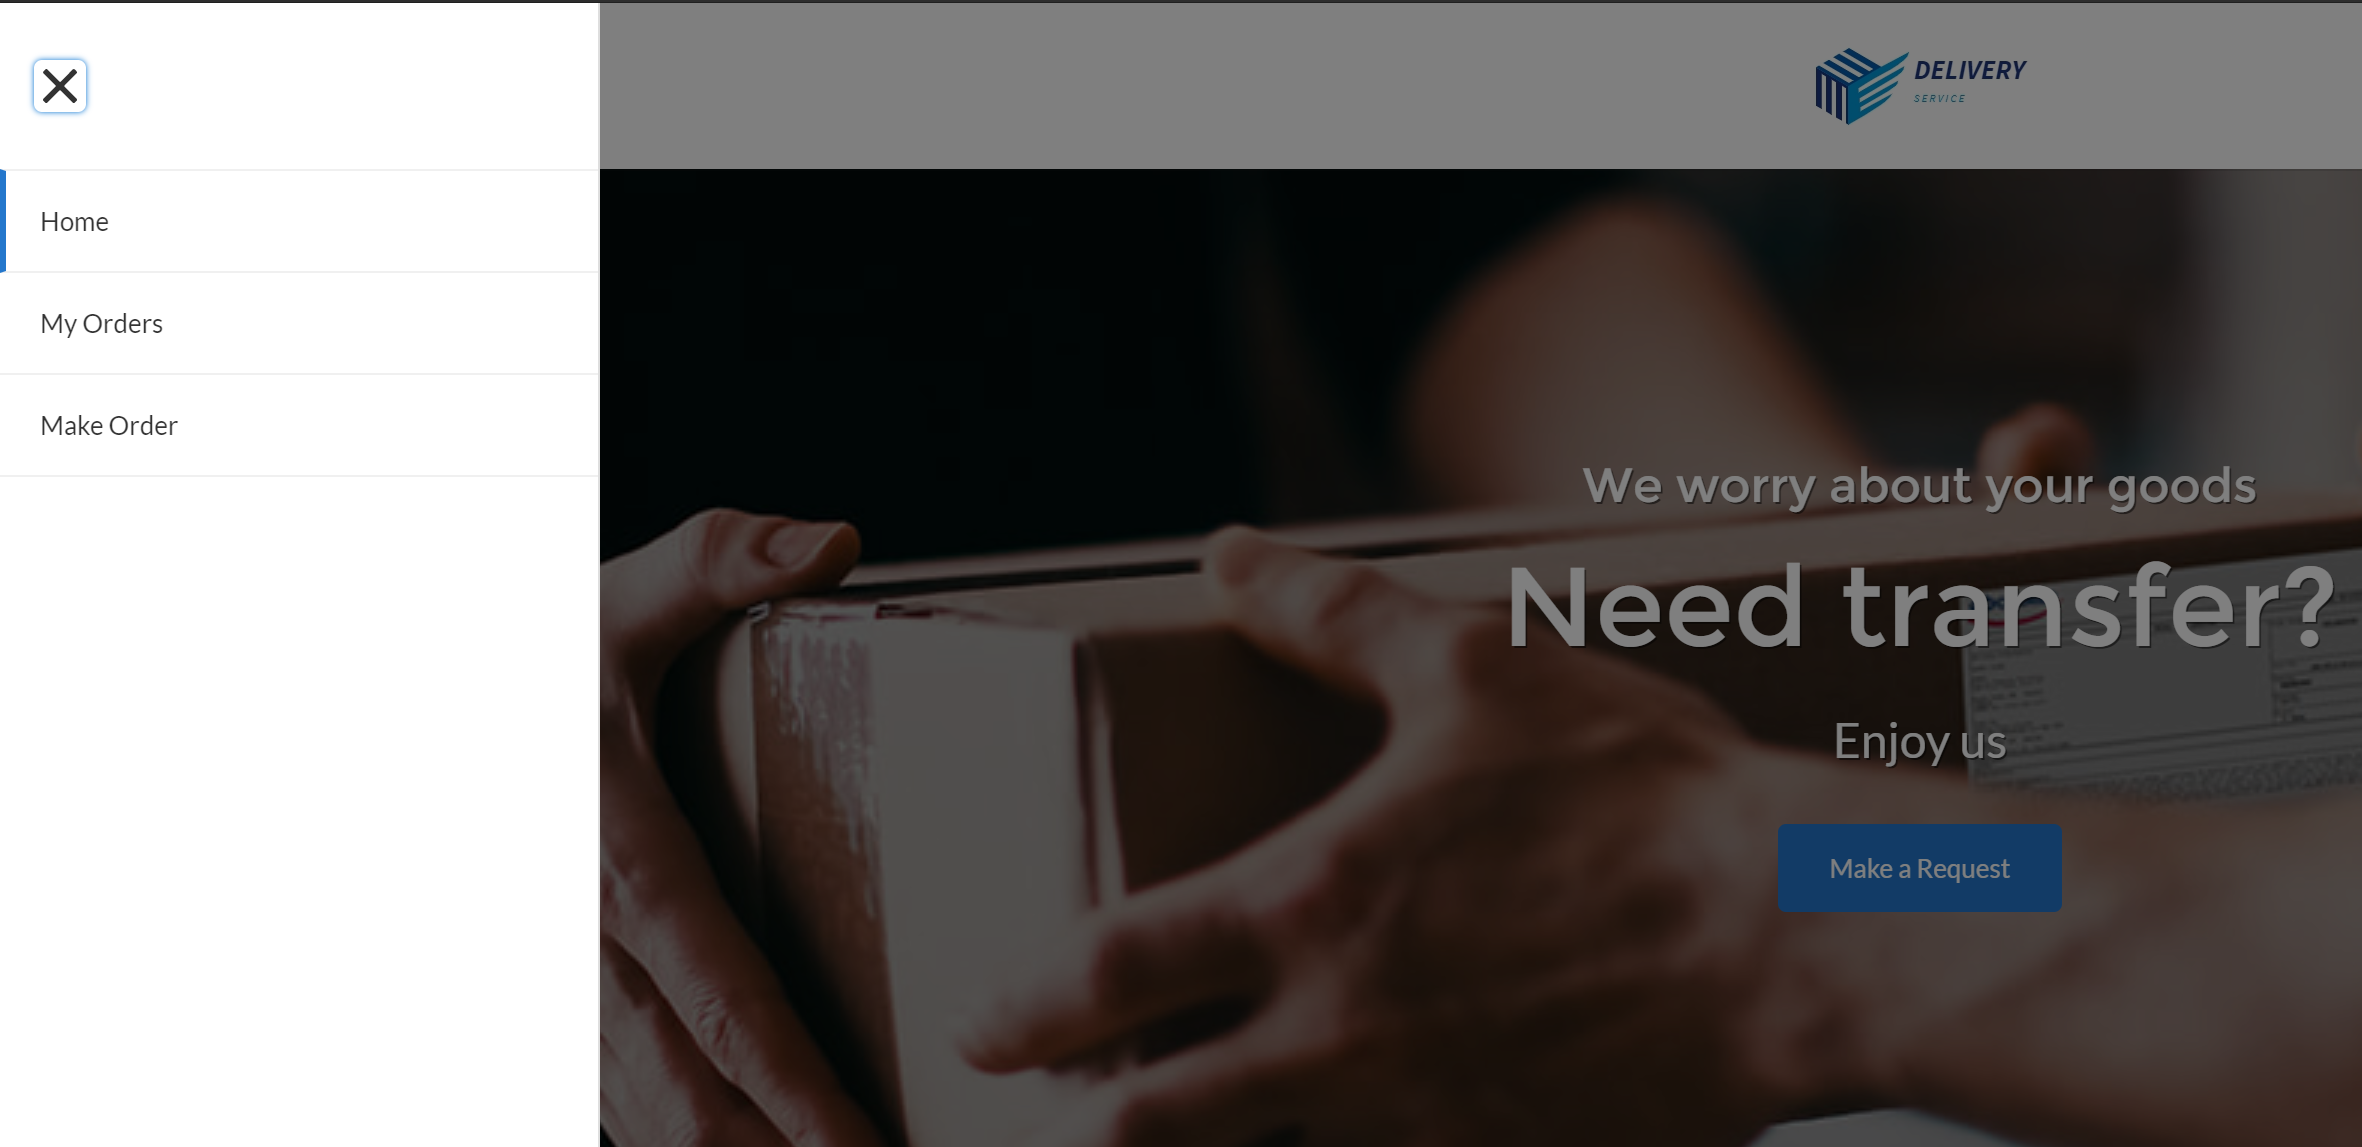 DELIVERY
SERVICE
Home
My Orders
Make Order
We worry about your goods
Need transfer?
Enjoy us
Make a Request